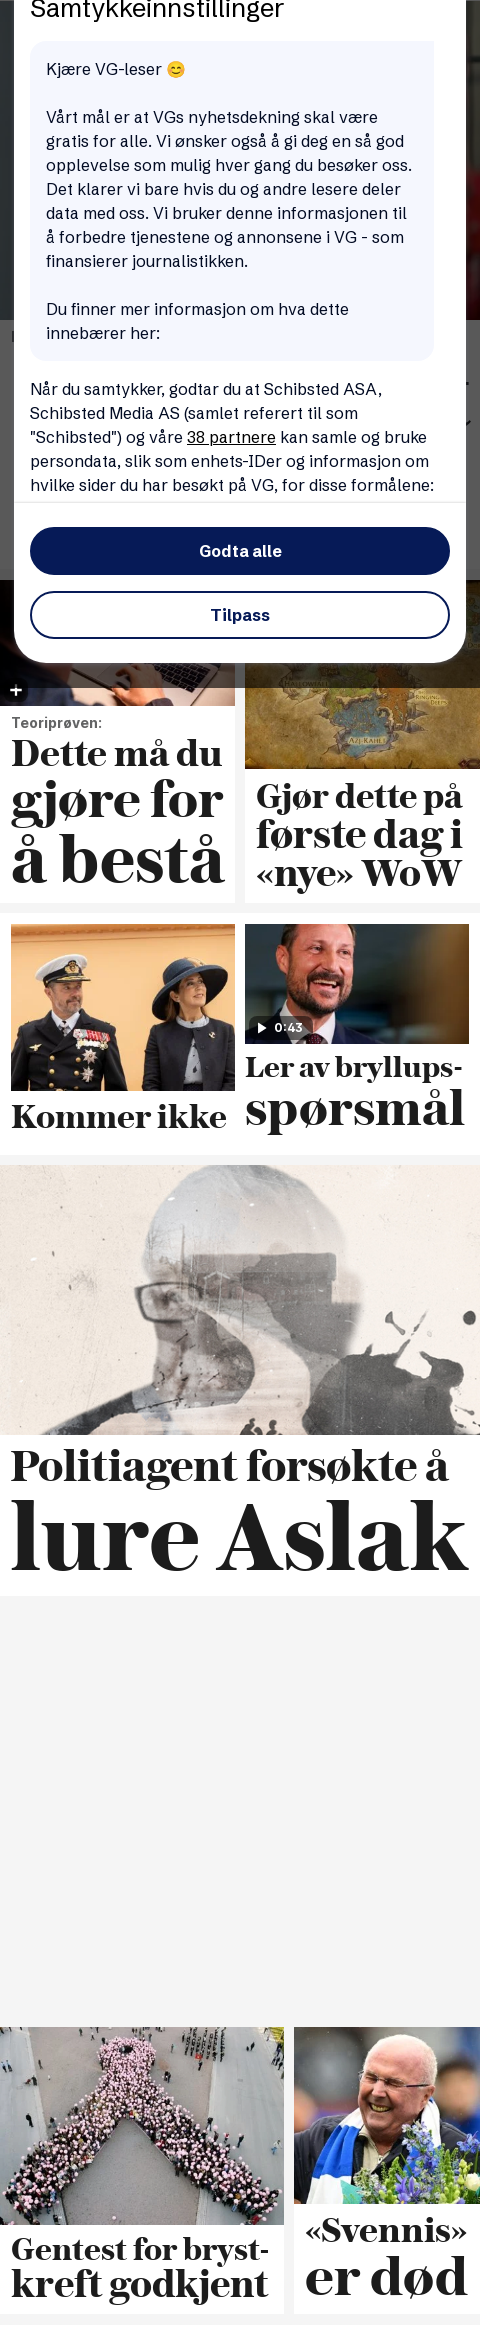 Samtykkeinnstillinger
Kjære VG-leser 😊
Vårt mål er at VGs nyhetsdekning skal være
gratis for alle. Vi ønsker også å gi deg en så god
opplevelse som mulig hver gang du besøker oss.
Det klarer vi bare hvis du og andre lesere deler
data med oss. Vi bruker denne informasjonen til
å forbedre tjenestene og annonsene i VG - som
finansierer journalistikken.
Du finner mer informasjon om hva dette
innebærer her:
Når du samtykker, godtar du at Schibsted ASA,
Schibsted Media AS (samlet referert til som
"Schibsted") og våre 38 partnere kan samle og bruke
persondata, slik som enhets-IDer og informasjon om
hvilke sider du har besøkt på VG, for disse formålene:
Godta alle
Tilpass
Teoriprøven:
Dette må du
gjøre for
å bestå
AZJ-KAHET
Gjør dette på
første dag i
«nye» WoW
Kommer ikke
0:43
Ler av bryllups-
spørsmål
Politiagent forsøkte å
lure Aslak
Gentest for bryst-
kreft godkjent
«Svennis»
er død